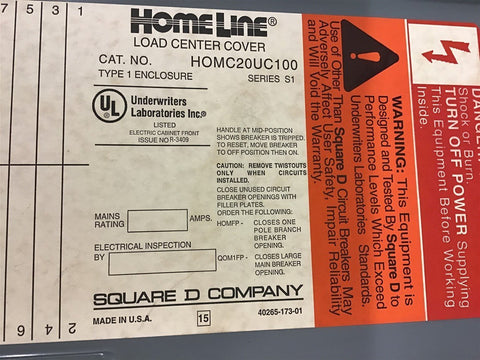 7 5 3 1
HOMELINE®
LOAD CENTER COVER
CAT. NO. HOMC20UC100
TYPE 1 ENCLOSURE SERIES S1
UL
Underwriters
Laboratories Inc.®
LISTED
ELECTRIC CABINET FRONT
ISSUE NO R-3409
HANDLE AT MID-POSITION
SHOWS BREAKER IS TRIPPED.
TO RESET, MOVE BREAKER
TO OFF POSITION THEN ON.
CAUTION: REMOVE TWISTOUTS
ONLY WHEN CIRCUITS
INSTALLED.
CLOSE UNUSED CIRCUIT
BREAKER OPENINGS WITH
FILLER PLATES.
ORDER THE FOLLOWING:
HOMFP - CLOSES ONE
POLE BRANCH
BREAKER
OPENING.
QOM1FP - CLOSES LARGE
MAIN BREAKER
OPENING.
MAINS
RATING AMPS.
ELECTRICAL INSPECTION
BY
SQUARE D COMPANY
MADE IN U.S.A. 15 40265-173-01
8 6 4 2
WARNING: This Equipment is
Designed and Tested By Square D to
Performance Levels Which Exceed
Underwriters Laboratories Standards.
Use of Other Than Square D Circuit Breakers May
Adversely Affect User Safety, Impair Reliability
and Will Void the Warranty.
Shock or Burn.
TURN OFF POWER Supplying
This Equipment Before Working
Inside.